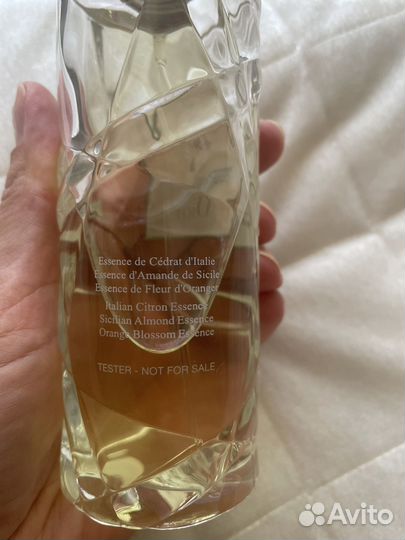 Essence de Cédrat d'Italie
Essence d'Amande de Sicile
Essence de Fleur d'Oranger
Italian Citron Essence
Sicilian Almond Essence
Orange Blossom Essence
TESTER - NOT FOR SALE
Avito